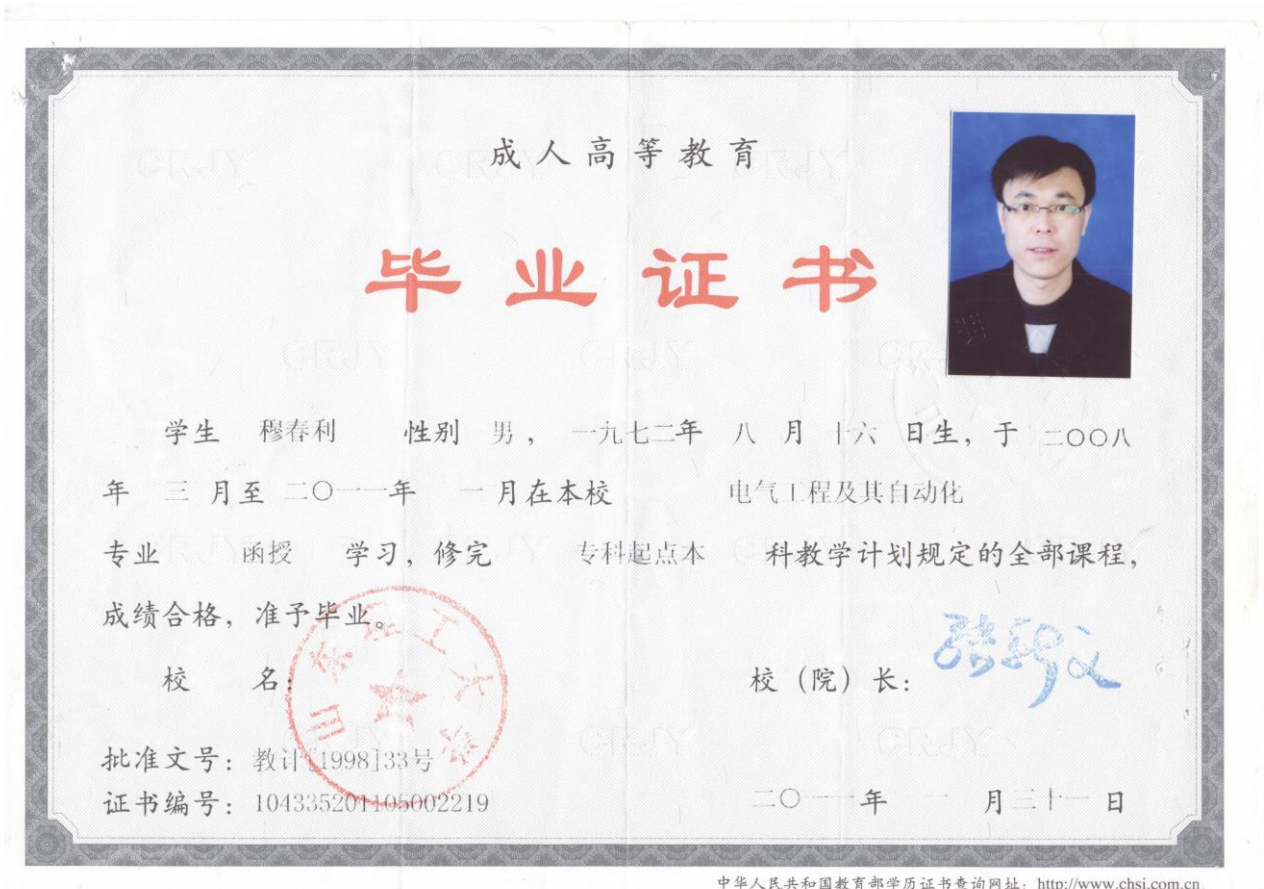 成人高等教育
毕业证书
学生 穆春利 性别 男， 一九七二年 八 月 十六 日生，于 二〇〇八
年 三 月至 二〇一一年 一 月在本校 电气工程及其自动化
专业 函授 学习，修完 专科起点本 科教学计划规定的全部课程，
成绩合格，准予毕业。
校 名： 校（院）长：
山东理工大学
批准文号：教计[1998]33号
证书编号：104335201105002219 二〇一一年 一 月三十一 日
中华人民共和国教育部学历证书查询网址：http://www.chsi.com.cn